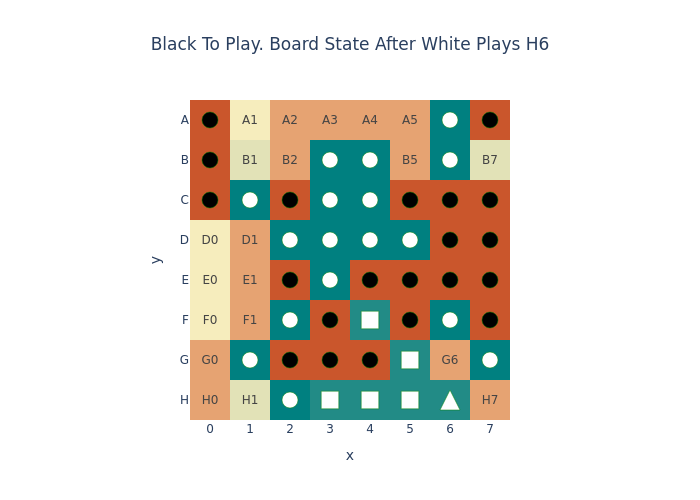 Black To Play. Board State After White Plays H6
A A1 A2 A3 A4 A5
B B1 B2 B5 B7
C
D D0 D1
E E0 E1
F F0 F1
G G0 G6
H H0 H1 H7
0 1 2 3 4 5 6 7
y
x